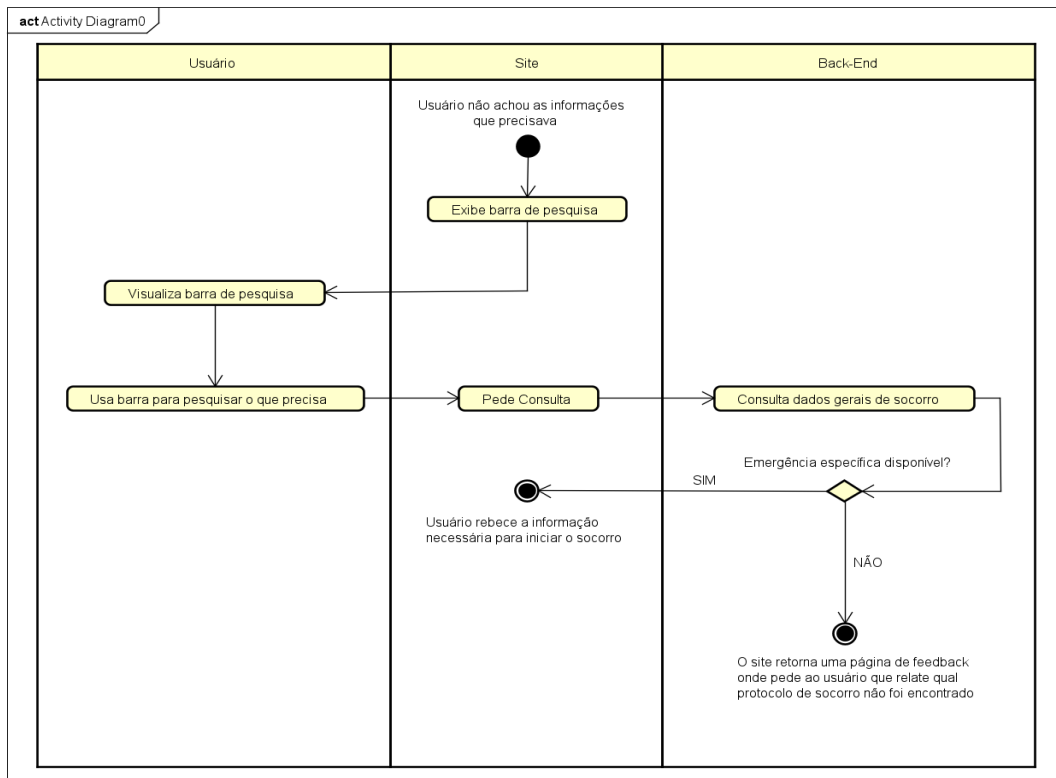 act Activity Diagram0
Usuário
Site
Back-End
Usuário não achou as informações
que precisava
Exibe barra de pesquisa
Visualiza barra de pesquisa
Usa barra para pesquisar o que precisa
Pede Consulta
Consulta dados gerais de socorro
Emergência específica disponível?
SIM
Usuário rebece a informação
necessária para iniciar o socorro
NÃO
O site retorna uma página de feedback
onde pede ao usuário que relate qual
protocolo de socorro não foi encontrado